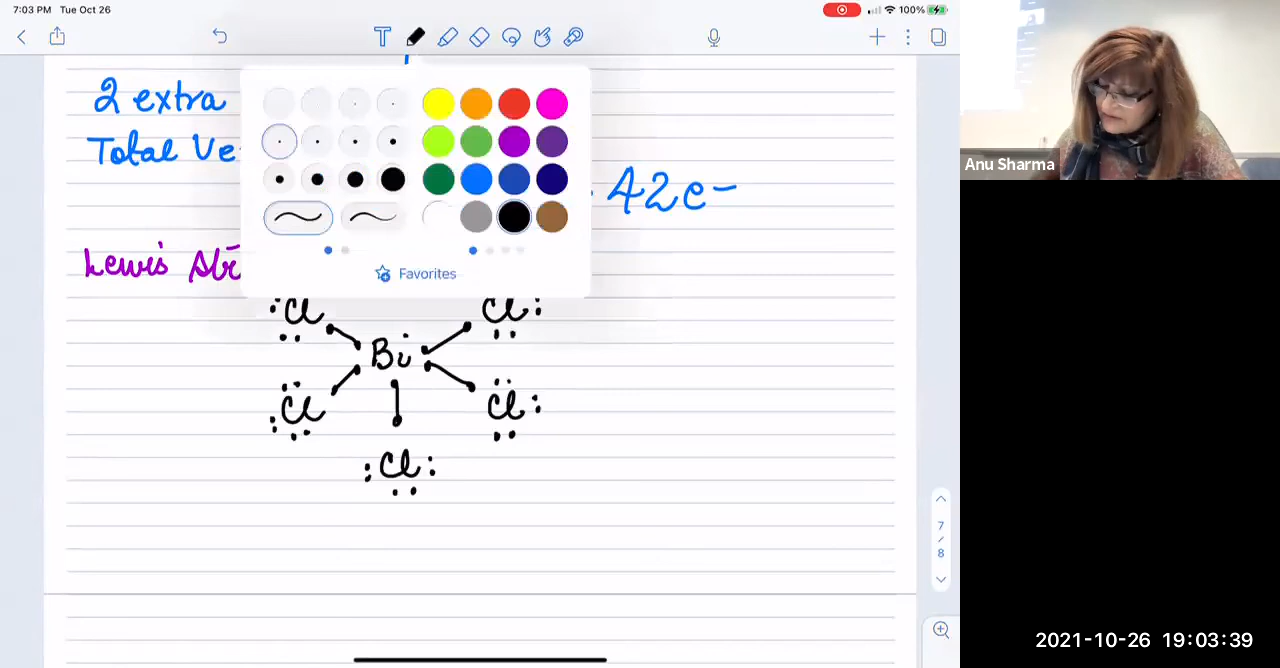 7:03 PM Tue Oct 26
100%
T
2 extra
Total Ve
42e-
Lewis str
Favorites
:Cl Cl:
Bi
Cl Cl:
:Cl:
7
/
8
Anu Sharma
2021-10-26 19:03:39